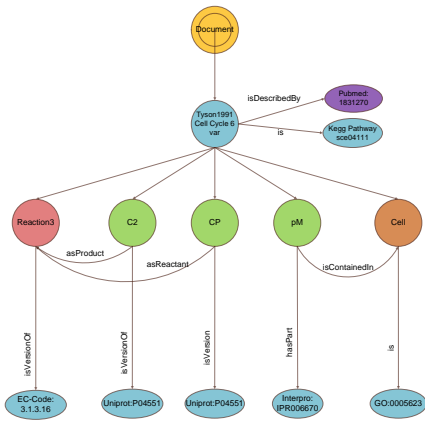 Document
isDescribedBy
Pubmed:
1831270
Tyson1991
Cell Cycle 6
var
is
Kegg Pathway
sce04111
Reaction3
C2
CP
pM
Cell
asProduct
asReactant
isContainedIn
isVersionOf
isVersionOf
isVersion
hasPart
is
EC-Code:
3.1.3.16
Uniprot:P04551
Uniprot:P04551
Interpro:
IPR006670
GO:0005623